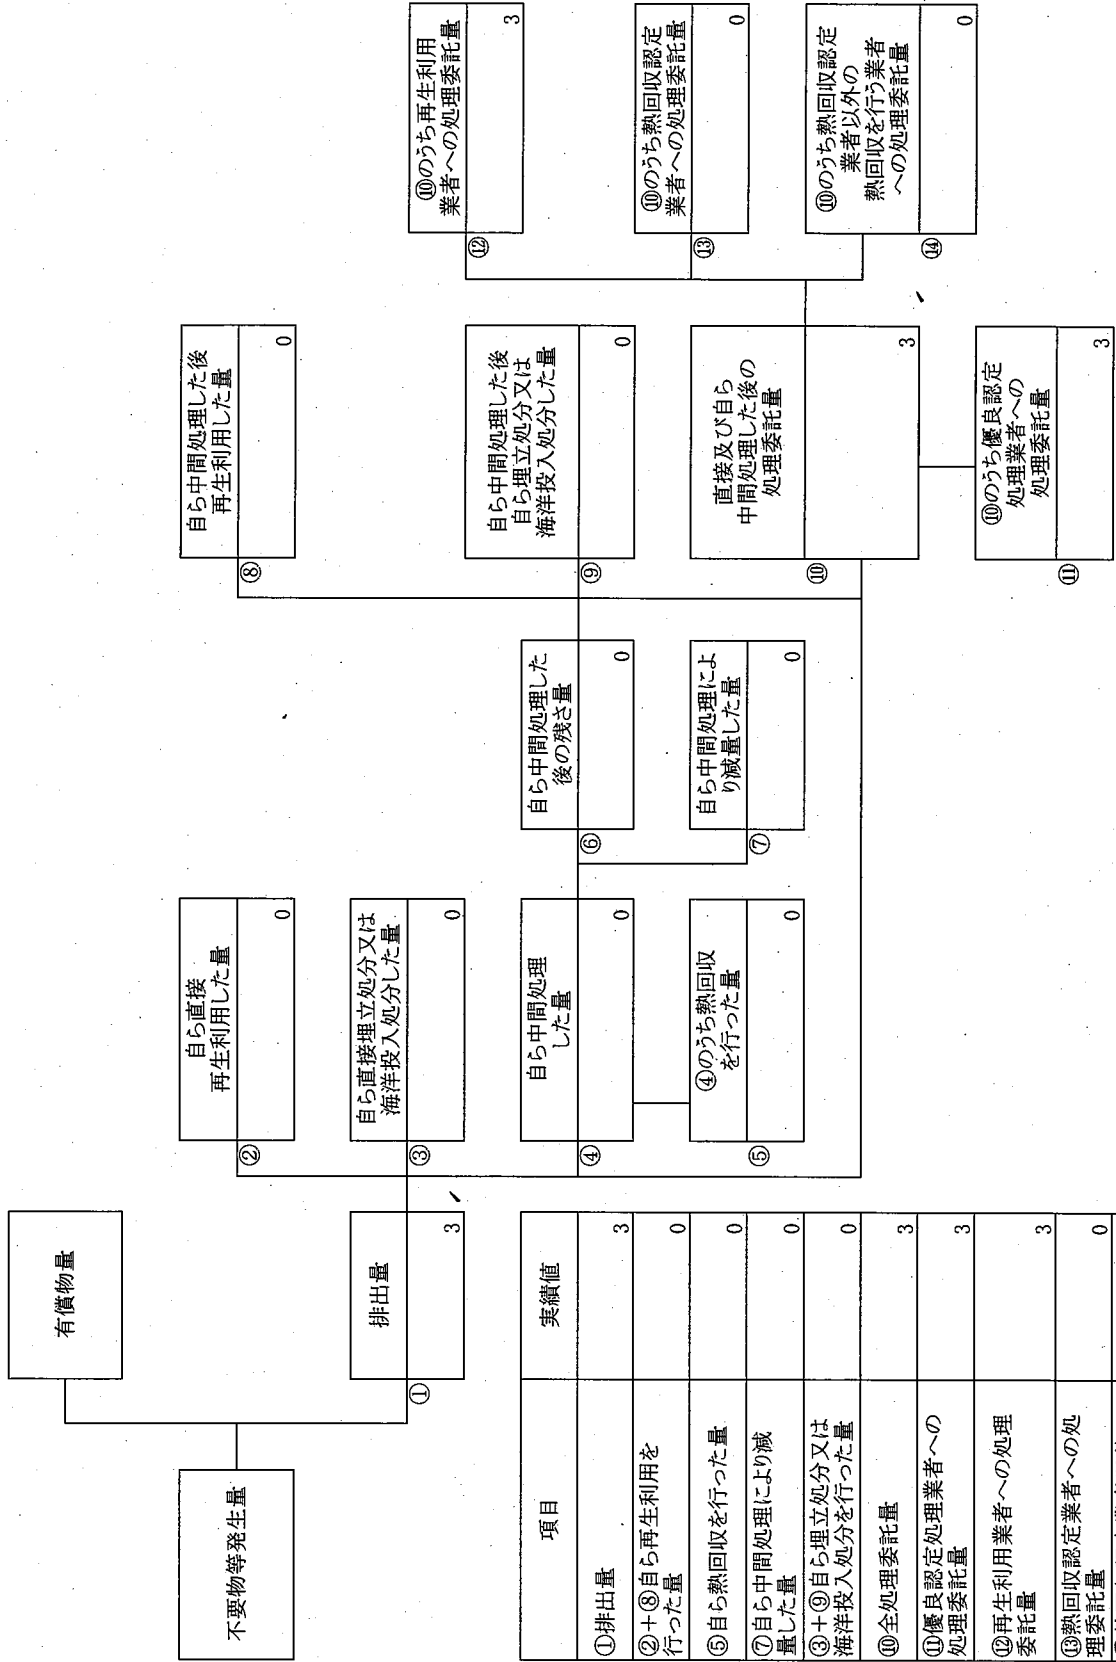 不要物等発生量
有償物量
排出量
①
3
自ら直接
再生利用した量
②
0
自ら直接埋立処分又は
海洋投入処分した量
③
0
自ら中間処理
した量
④
0
④のうち熱回収
を行った量
⑤
0
自ら中間処理した
後の残さ量
⑥
0
自ら中間処理によ
り減量した量
⑦
0
自ら中間処理した後
再生利用した量
⑧
0
自ら中間処理した後
自ら埋立処分又は
海洋投入処分した量
⑨
0
直接及び自ら
中間処理した後の
処理委託量
⑩
3
⑩のうち優良認定
処理業者への
処理委託量
⑪
3
⑩のうち再生利用
業者への処理委託量
⑫
3
⑩のうち熱回収認定
業者への処理委託量
⑬
0
⑩のうち熱回収認定
業者以外の
熱回収を行う業者
への処理委託量
⑭
0
項目 実績値
①排出量 3
②+⑧自ら再生利用を
行った量 0
⑤自ら熱回収を行った量 0
⑦自ら中間処理により減
量した量 0
③+⑨自ら埋立処分又は
海洋投入処分を行った量 0
⑩全処理委託量 3
⑪優良認定処理業者への
処理委託量 3
⑫再生利用業者への処理
委託量 3
⑬熱回収認定業者への処
理委託量 0